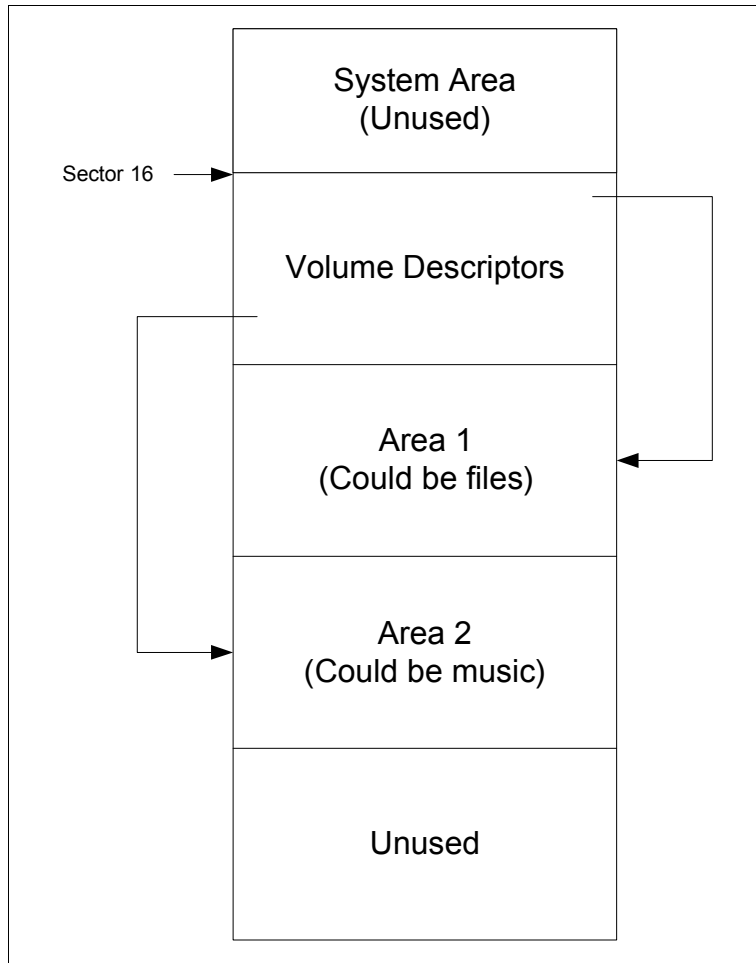 System Area
(Unused)
Sector 16
Volume Descriptors
Area 1
(Could be files)
Area 2
(Could be music)
Unused